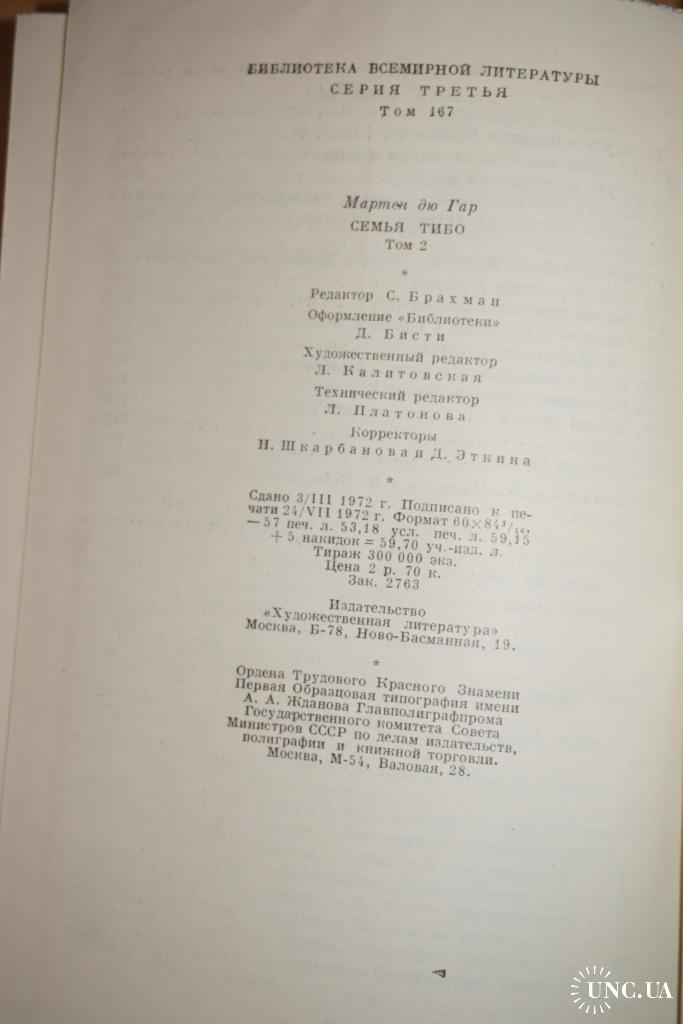 БИБЛИОТЕКА ВСЕМИРНОЙ ЛИТЕРАТУРЫ
СЕРИЯ ТРЕТЬЯ
Том 167
Мартен дю Гар
СЕМЬЯ ТИБО
Том 2
*
Редактор С. Брахман
Оформление «Библиотеки»
Д. Бисти
Художественный редактор
Л. Калитовская
Технический редактор
Л. Платонова
Корректоры
Н. Шкарбанова и Д. Эткина
*
Сдано 3/III 1972 г. Подписано к пе-
чати 24/VII 1972 г. Формат 60×84¹/₁₆,
— 57 печ. л. 53,18 усл. печ. л. 59,15
+ 5 накидок = 59,70 уч.-изд. л.
Тираж 300 000 экз.
Цена 2 р. 70 к.
Зак. 2763
Издательство
«Художественная литература»
Москва, Б-78, Ново-Басманная, 19.
*
Ордена Трудового Красного Знамени
Первая Образцовая типография имени
А. А. Жданова Главполиграфпрома
Государственного комитета Совета
Министров СССР по делам издательств,
полиграфии и книжной торговли.
Москва, М-54, Валовая, 28.
UNC.UA